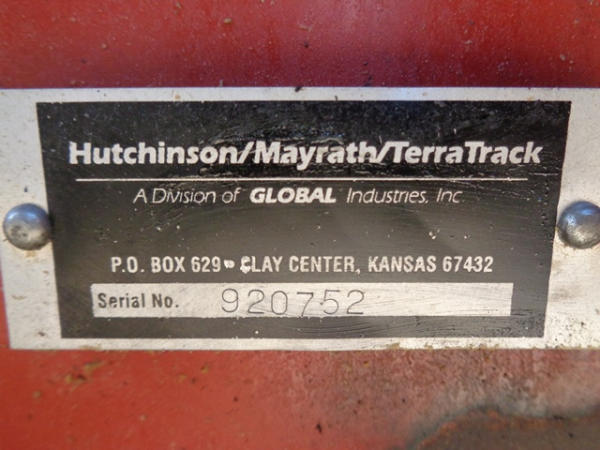 Hutchinson/Mayrath/TerraTrack
A Division of GLOBAL Industries, Inc.
P.O. BOX 629 • CLAY CENTER, KANSAS 67432
Serial No. 920752